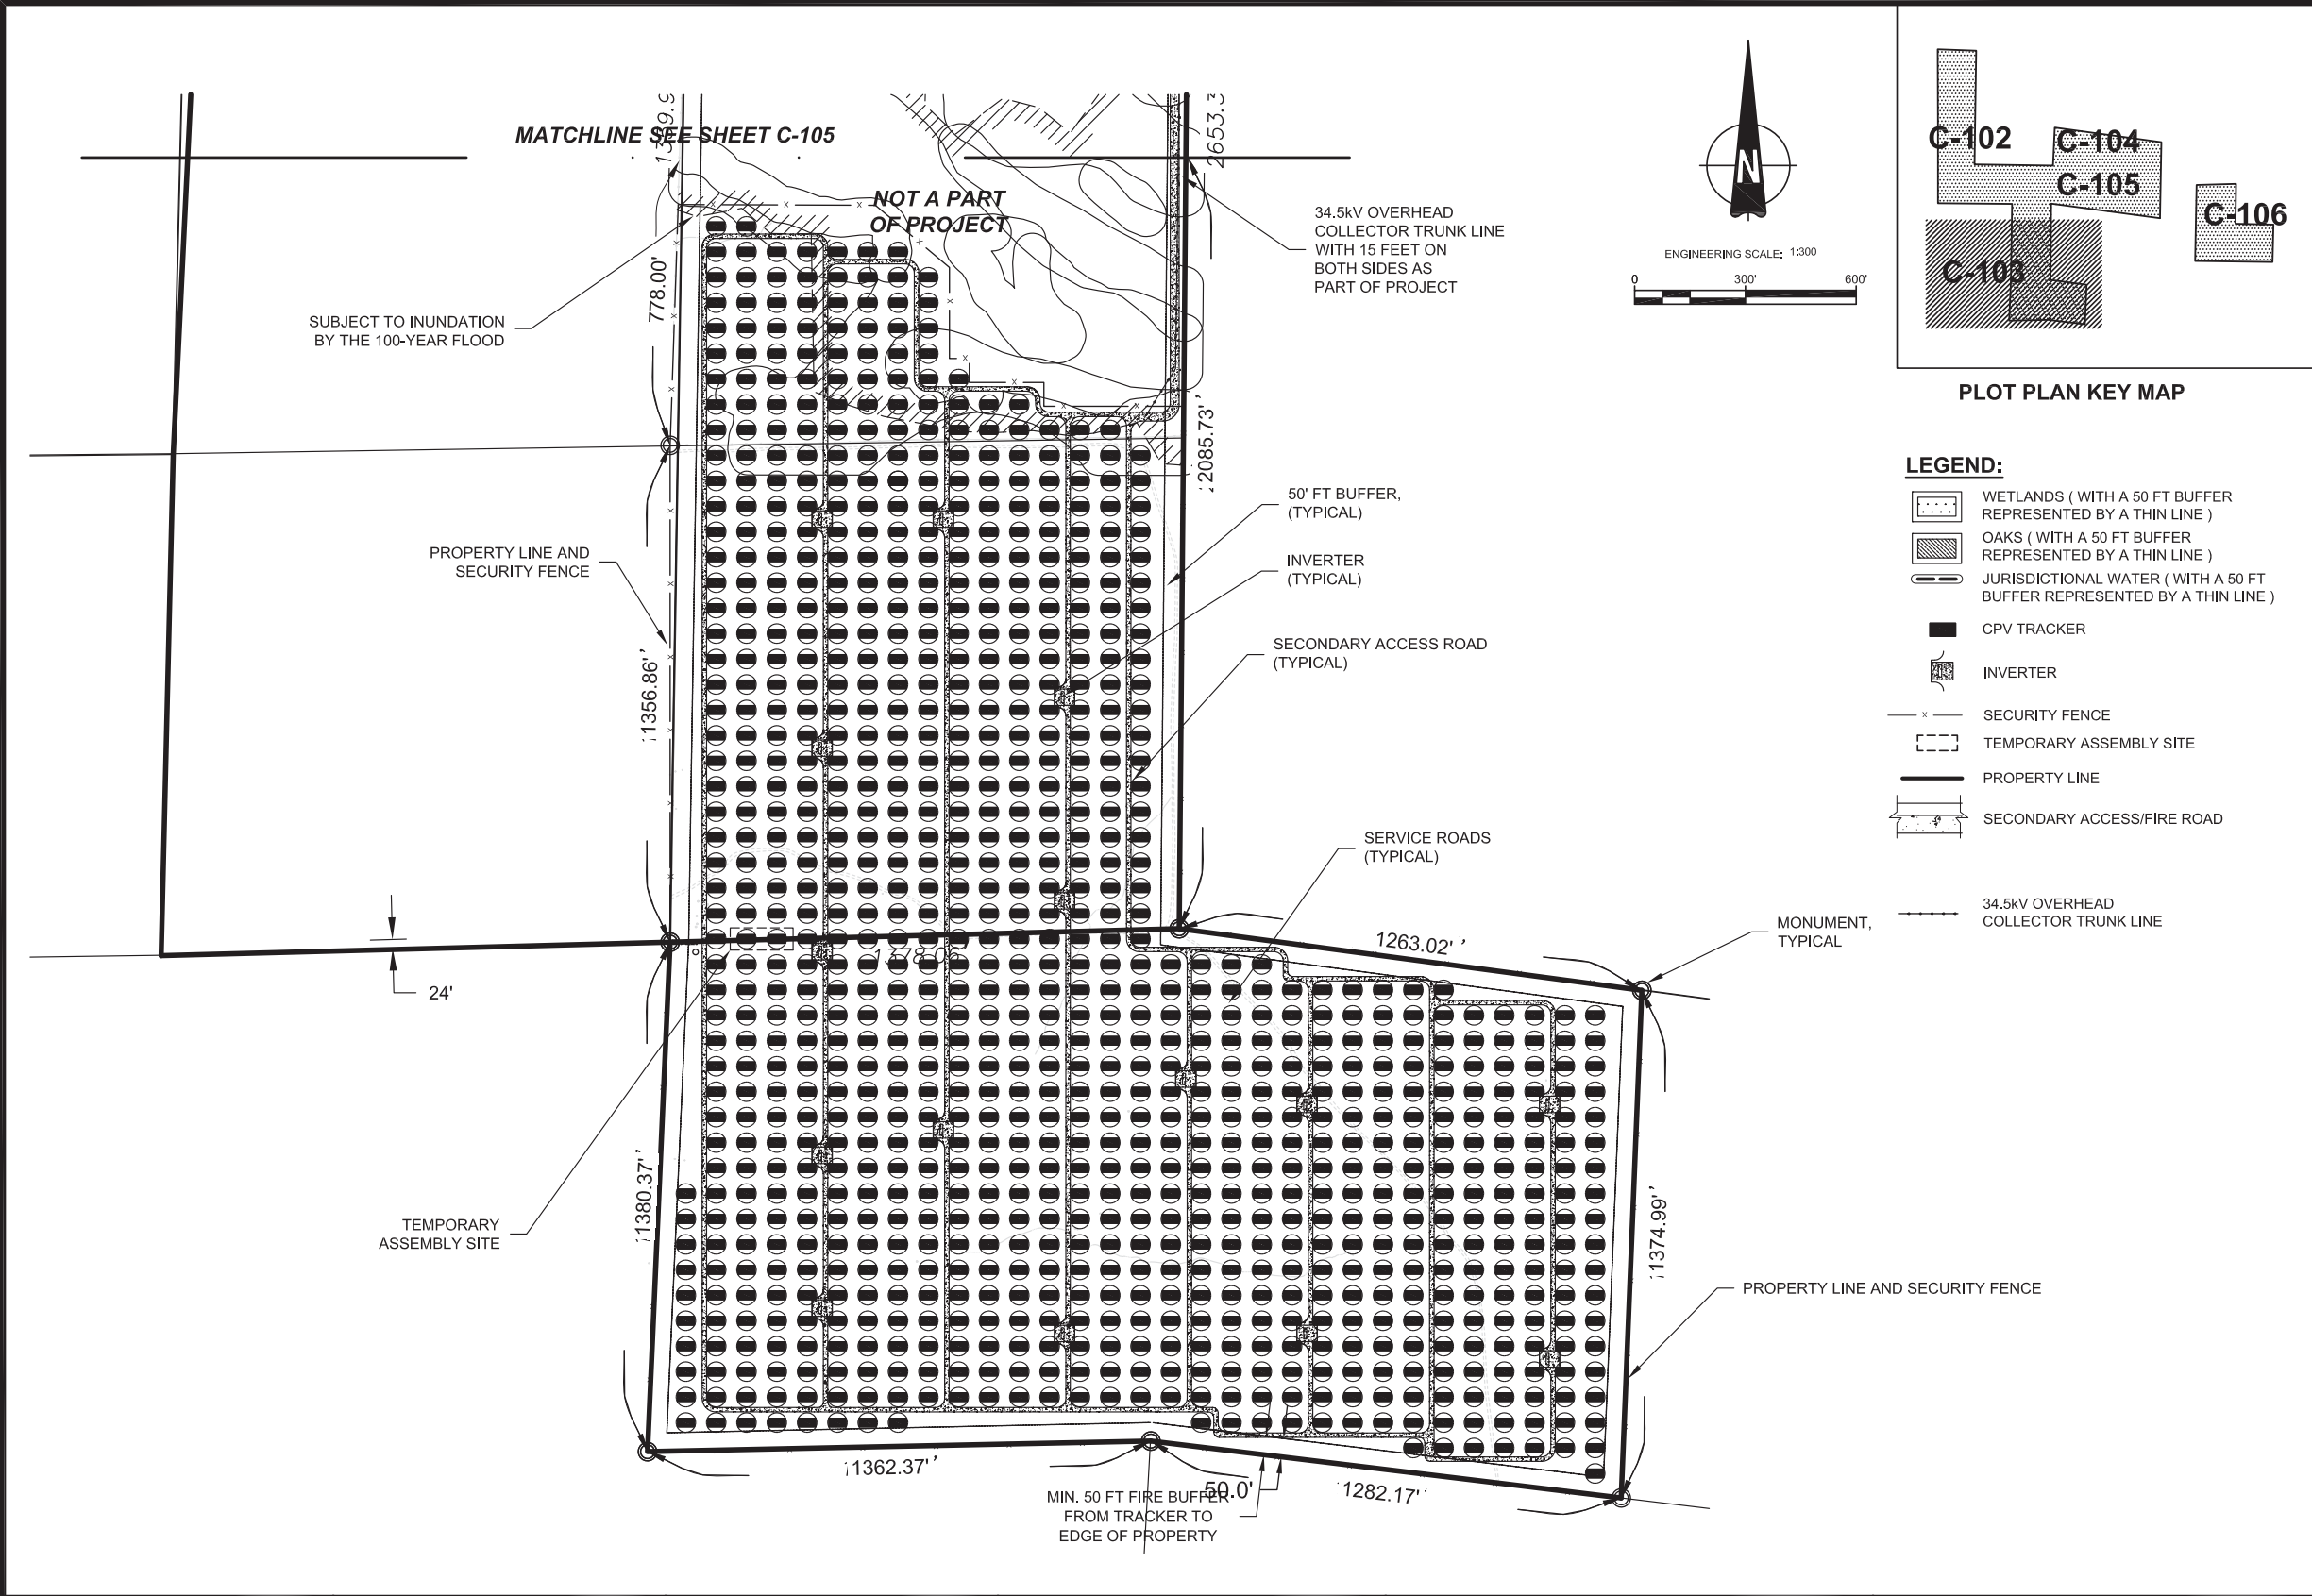 MATCHLINE SEE SHEET C-105
1339.9
2653.3
NOT A PART
OF PROJECT
34.5kV OVERHEAD
COLLECTOR TRUNK LINE
WITH 15 FEET ON
BOTH SIDES AS
PART OF PROJECT
N
ENGINEERING SCALE: 1:300
0 300' 600'
C-102
C-104
C-105
C-106
C-103
PLOT PLAN KEY MAP
SUBJECT TO INUNDATION
BY THE 100-YEAR FLOOD
778.00'
2085.73'
50' FT BUFFER,
(TYPICAL)
INVERTER
(TYPICAL)
PROPERTY LINE AND
SECURITY FENCE
SECONDARY ACCESS ROAD
(TYPICAL)
1356.86'
SERVICE ROADS
(TYPICAL)
24'
1378.06'
1263.02'
MONUMENT,
TYPICAL
LEGEND:
WETLANDS ( WITH A 50 FT BUFFER
REPRESENTED BY A THIN LINE )
OAKS ( WITH A 50 FT BUFFER
REPRESENTED BY A THIN LINE )
JURISDICTIONAL WATER ( WITH A 50 FT
BUFFER REPRESENTED BY A THIN LINE )
CPV TRACKER
INVERTER
x SECURITY FENCE
TEMPORARY ASSEMBLY SITE
PROPERTY LINE
SECONDARY ACCESS/FIRE ROAD
34.5kV OVERHEAD
COLLECTOR TRUNK LINE
1380.37'
TEMPORARY
ASSEMBLY SITE
1374.99'
PROPERTY LINE AND SECURITY FENCE
1362.37'
50.0'
1282.17'
MIN. 50 FT FIRE BUFFER
FROM TRACKER TO
EDGE OF PROPERTY